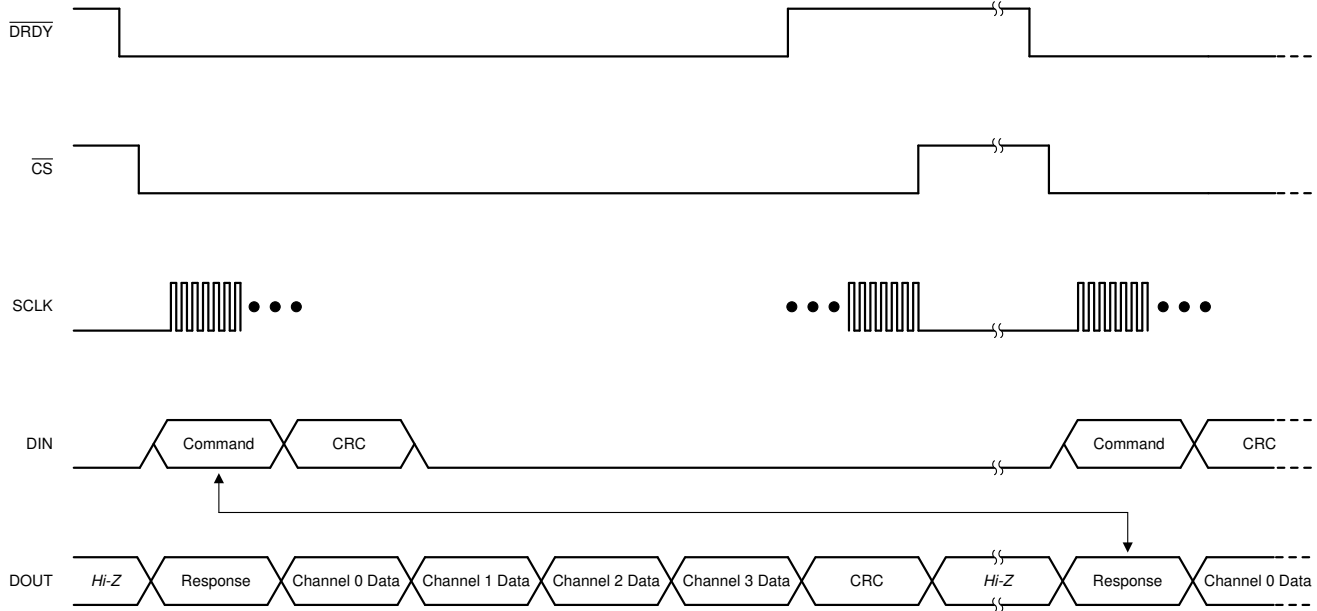 DRDY
CS
SCLK
DIN
Command
CRC
Command
CRC
DOUT
Hi-Z
Response
Channel 0 Data
Channel 1 Data
Channel 2 Data
Channel 3 Data
CRC
Hi-Z
Response
Channel 0 Data